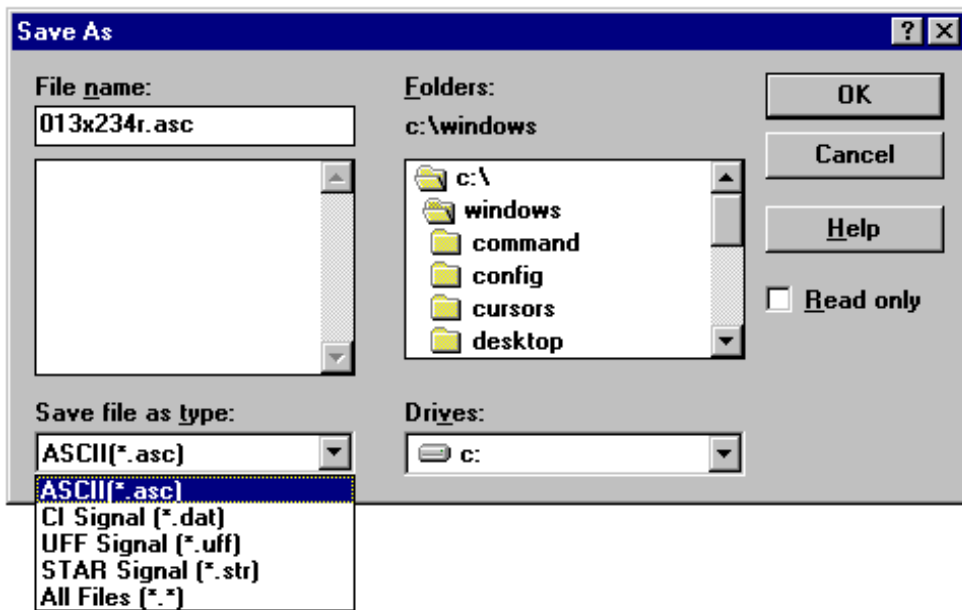 Save As
File name:
013x234r.asc
Folders:
c:\windows
c:\
windows
command
config
cursors
desktop
OK
Cancel
Help
Read only
Save file as type:
ASCII(*.asc)
ASCII(*.asc)
CI Signal (*.dat)
UFF Signal (*.uff)
STAR Signal (*.str)
All Files (*.*)
Drives:
c: